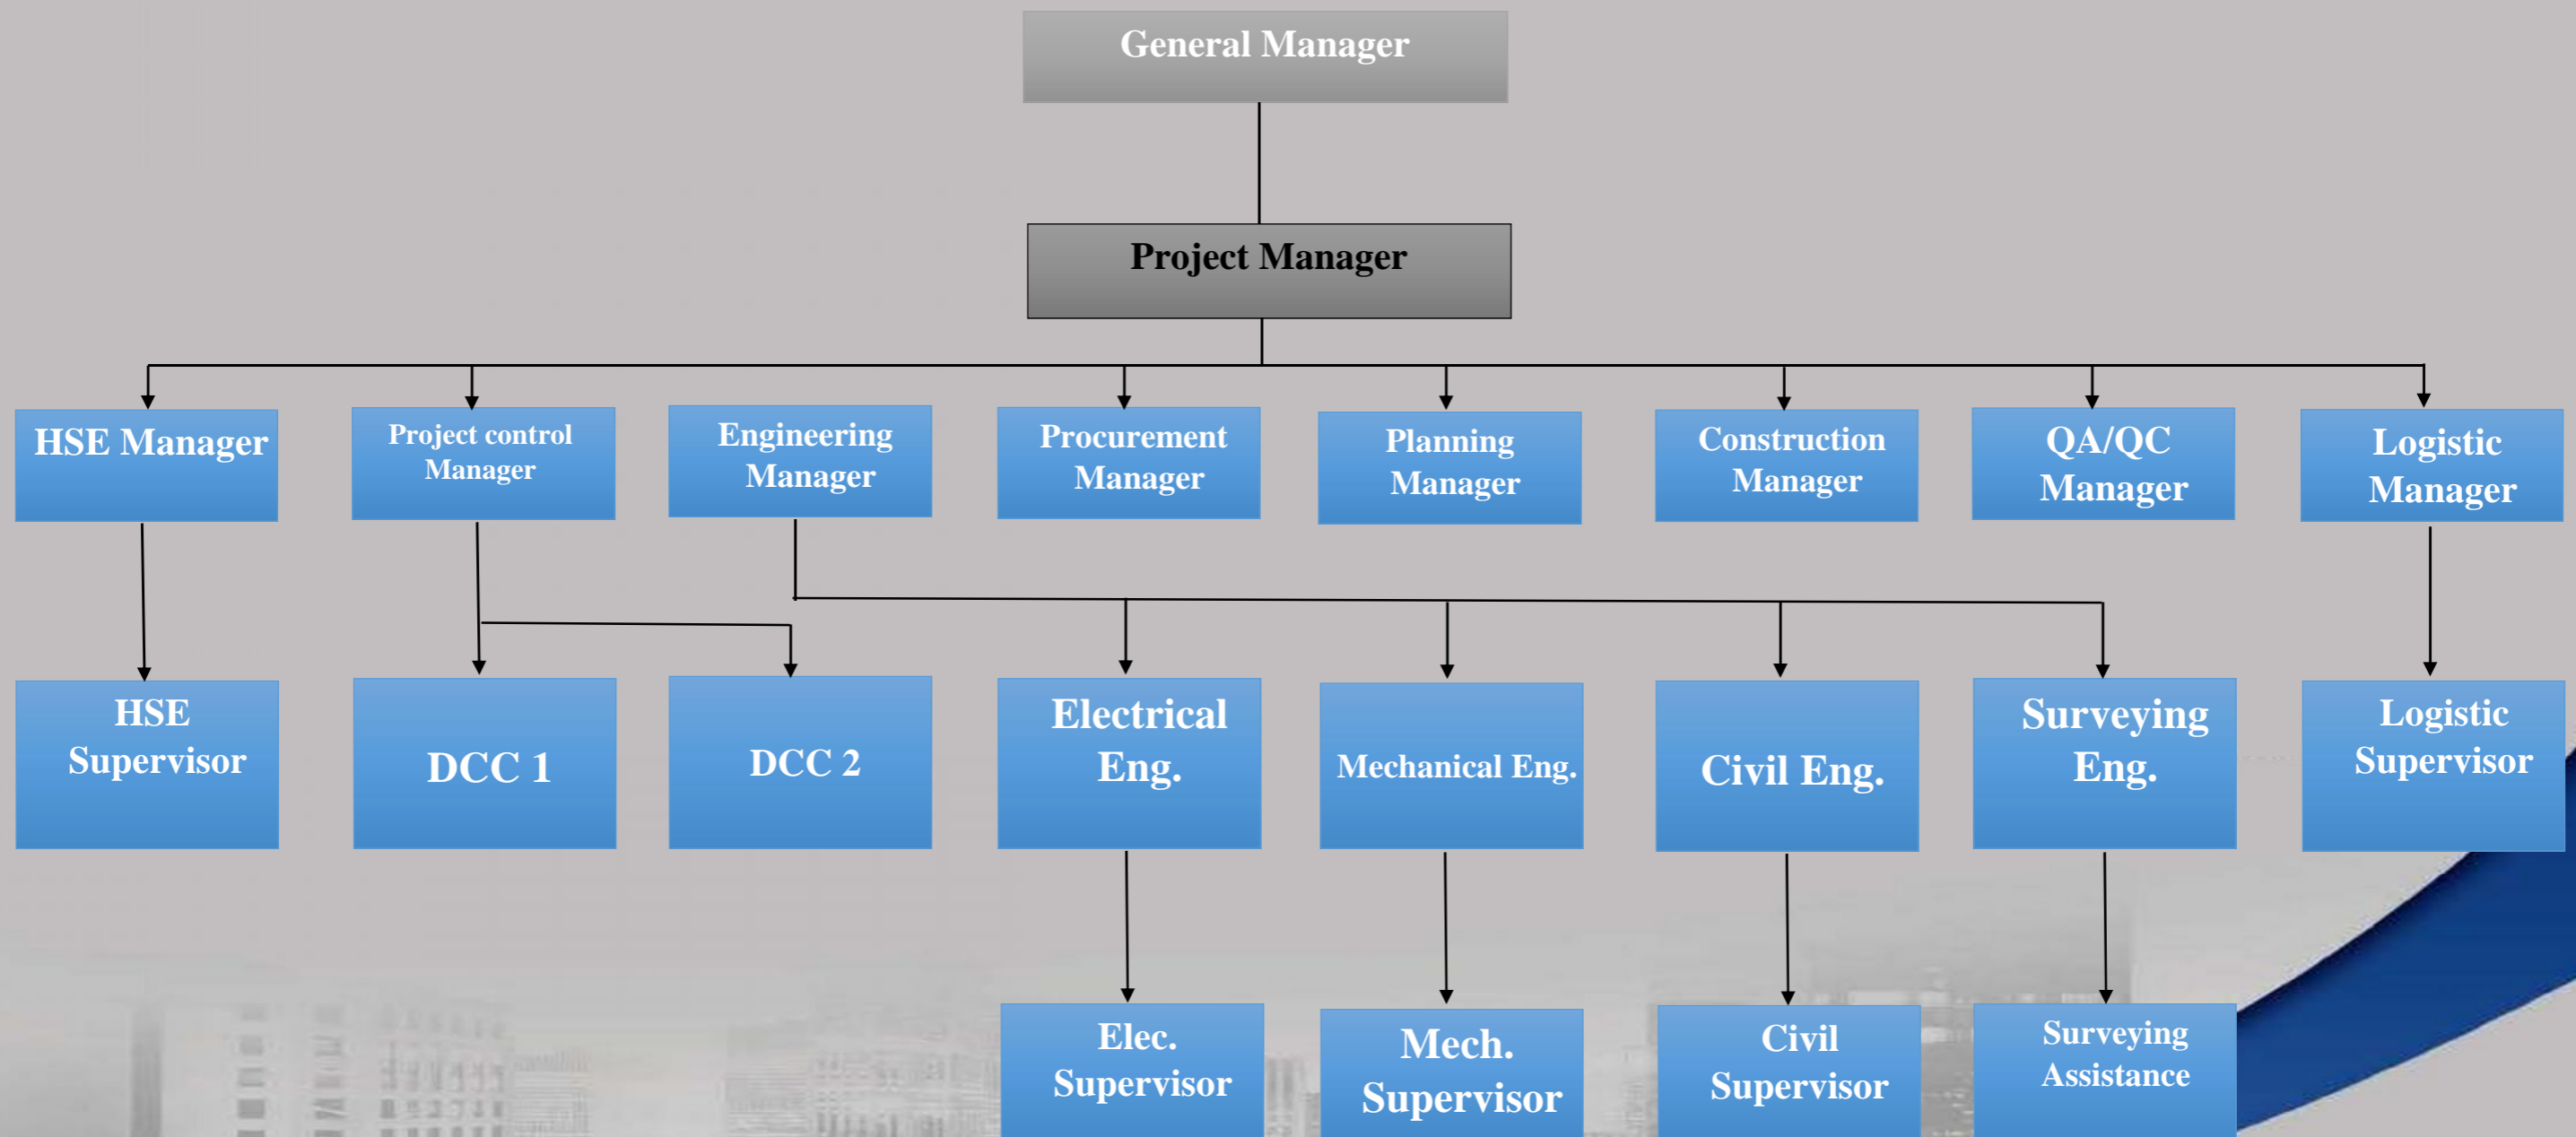 General Manager
Project Manager
HSE Manager
Project control
Manager
Engineering
Manager
Procurement
Manager
Planning
Manager
Construction
Manager
QA/QC
Manager
Logistic
Manager
HSE
Supervisor
DCC 1
DCC 2
Electrical
Eng.
Mechanical Eng.
Civil Eng.
Surveying
Eng.
Logistic
Supervisor
Elec.
Supervisor
Mech.
Supervisor
Civil
Supervisor
Surveying
Assistance